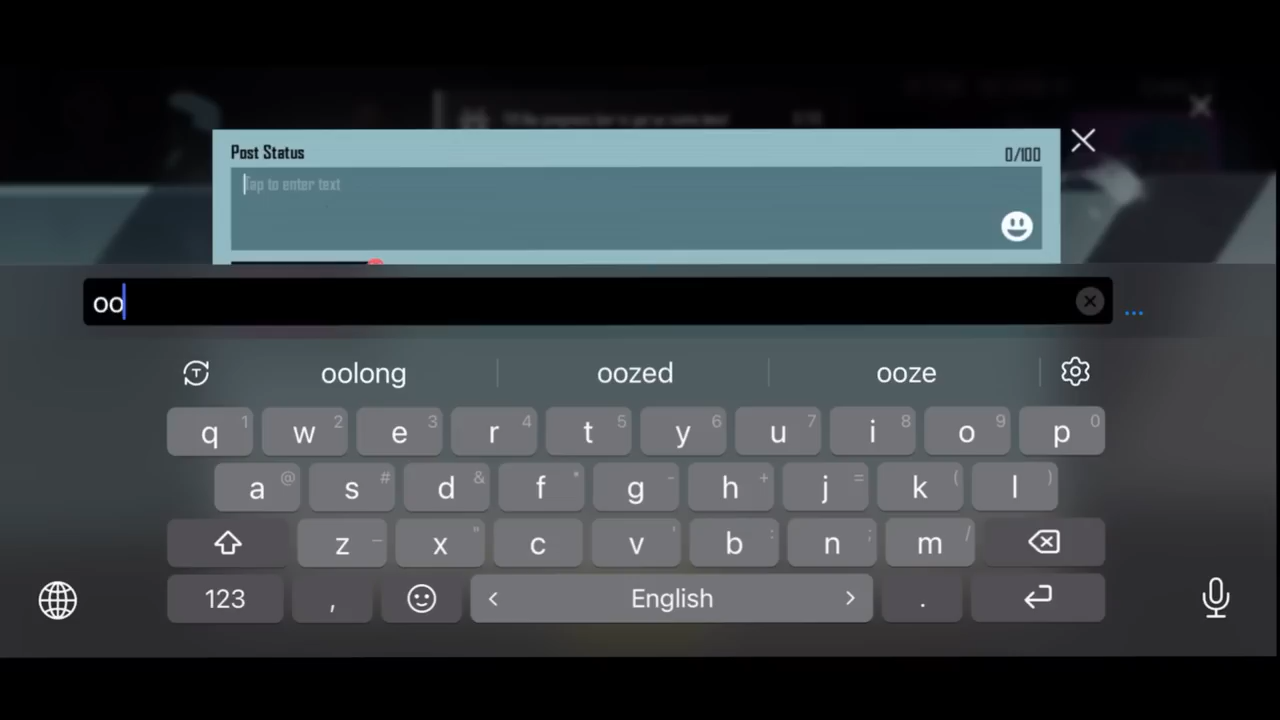 Post Status 0/100
Tap to enter text
oo
...
oolong oozed ooze
q 1 w 2 e 3 r 4 t 5 y 6 u 7 i 8 o 9 p 0
a @ s # d & f * g - h + j = k ( l )
z – x " c v ' b : n ; m /
123 , < English > .